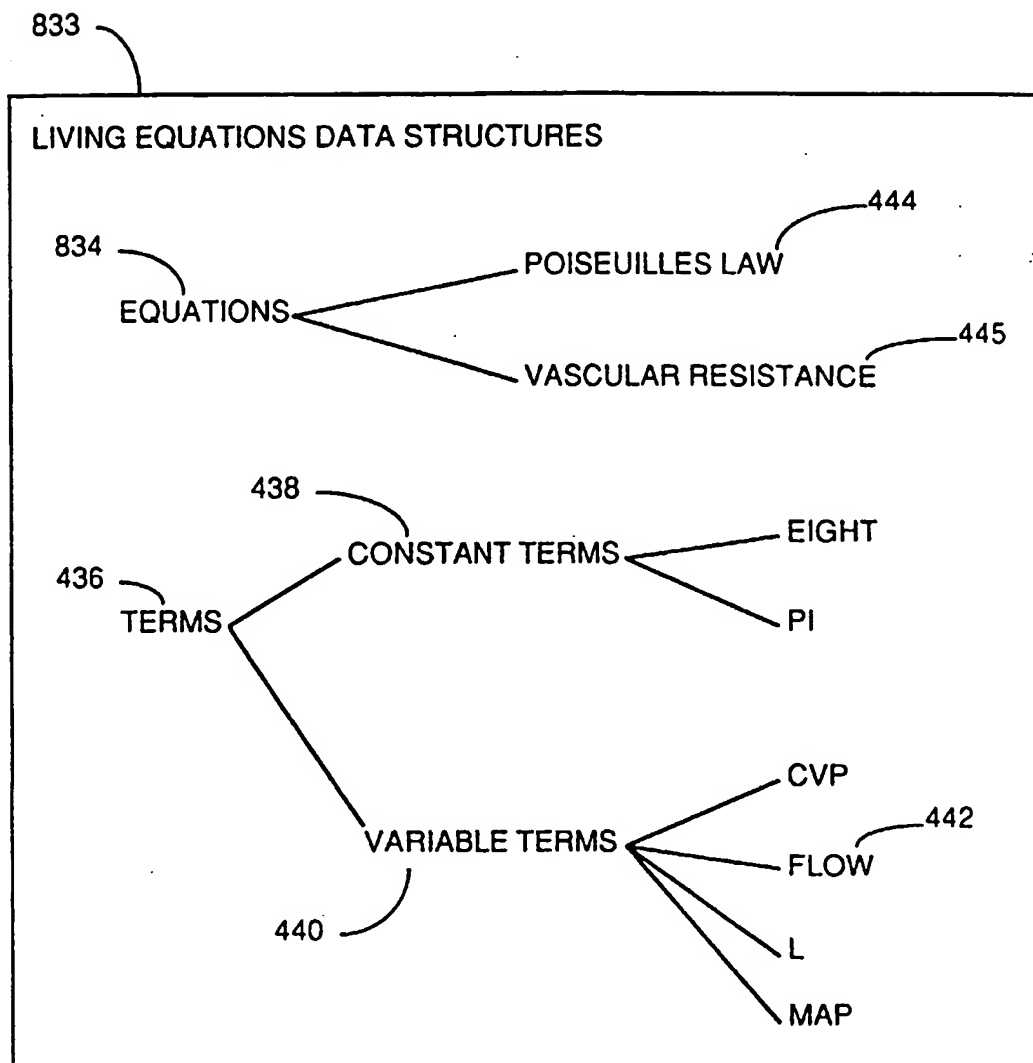 833
LIVING EQUATIONS DATA STRUCTURES
444
834
POISEUILLES LAW
EQUATIONS
445
VASCULAR RESISTANCE
438
EIGHT
CONSTANT TERMS
436
TERMS
PI
CVP
442
VARIABLE TERMS
FLOW
440
L
MAP